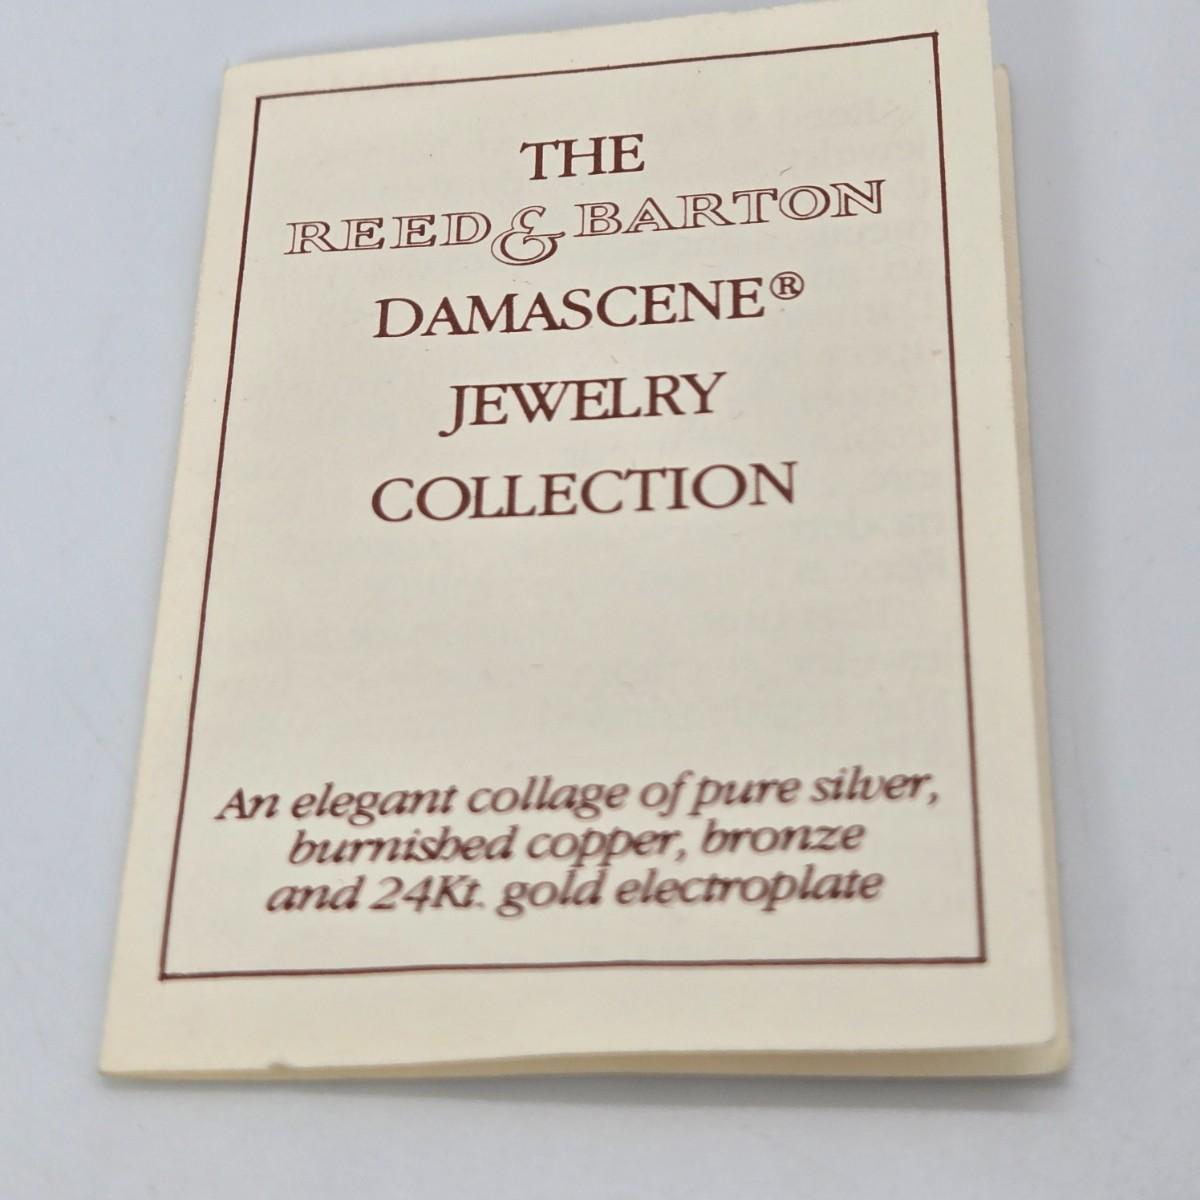 THE
REED & BARTON
DAMASCENE®
JEWELRY
COLLECTION
An elegant collage of pure silver,
burnished copper, bronze
and 24Kt. gold electroplate